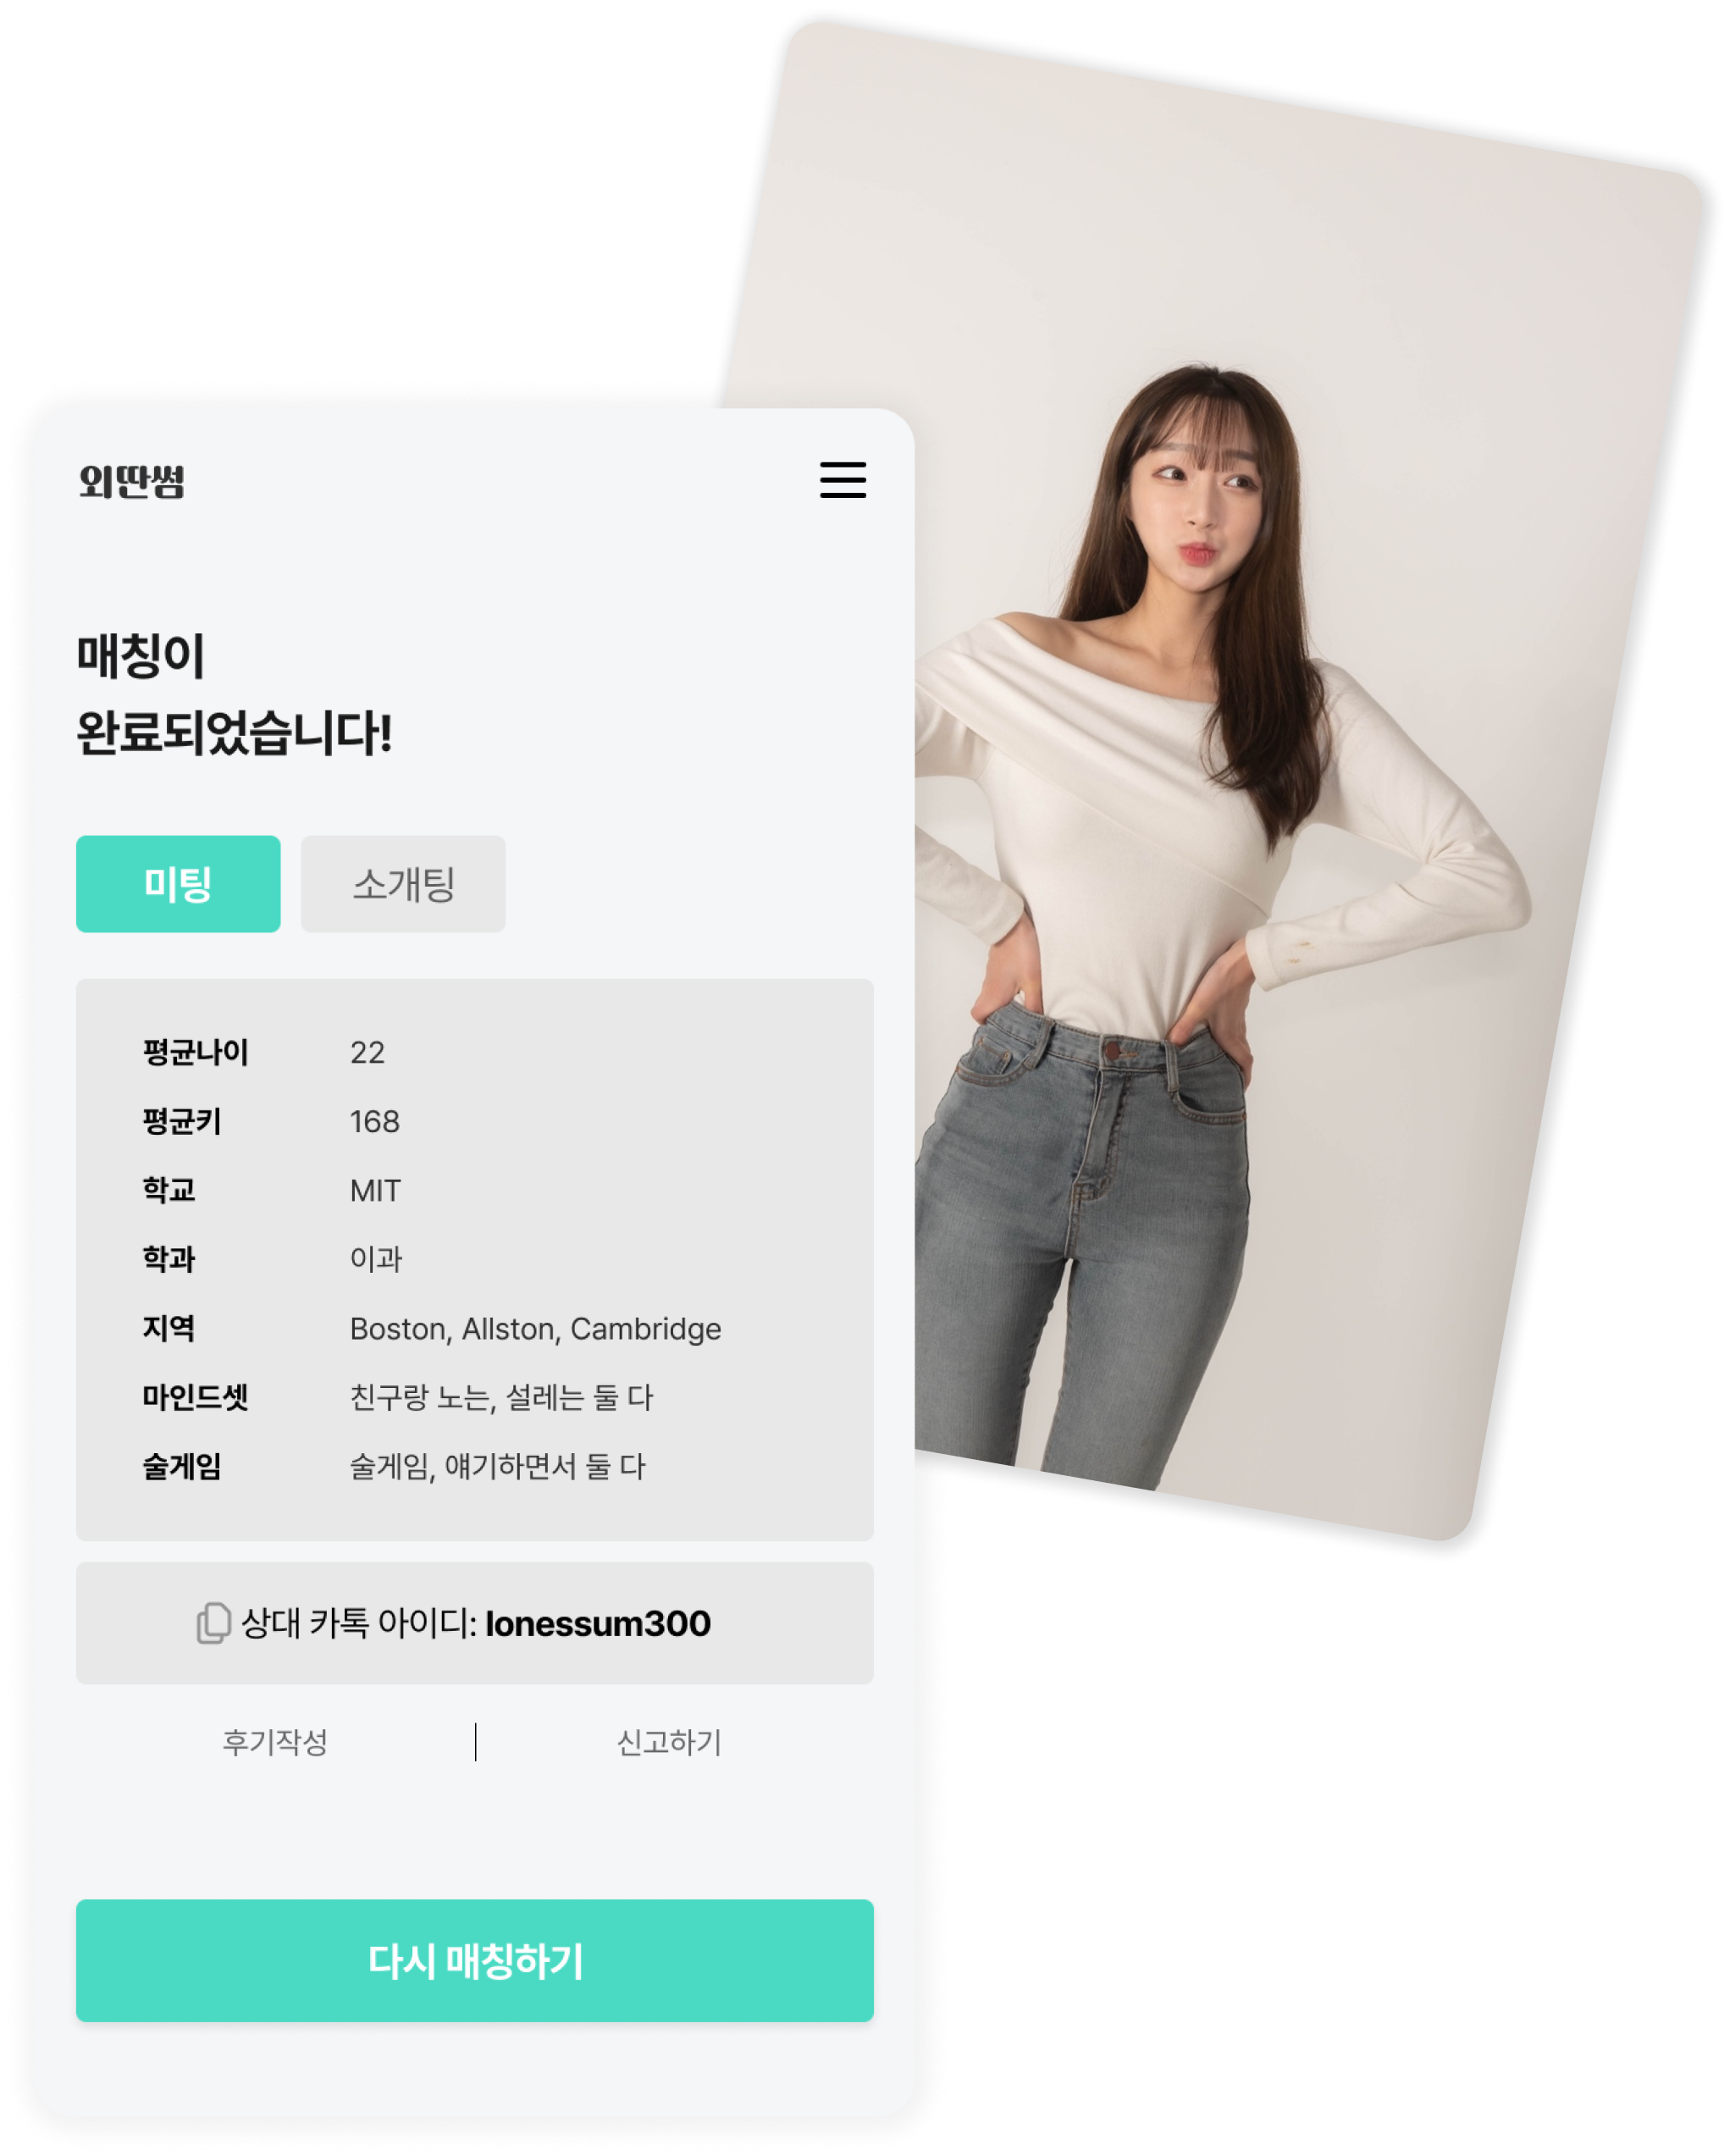 외딴썸
매칭이
완료되었습니다!
미팅 소개팅
평균나이 22
평균키 168
학교 MIT
학과 이과
지역 Boston, Allston, Cambridge
마인드셋 친구랑 노는, 설레는 둘 다
술게임 술게임, 얘기하면서 둘 다
상대 카톡 아이디: lonessum300
후기작성 | 신고하기
다시 매칭하기